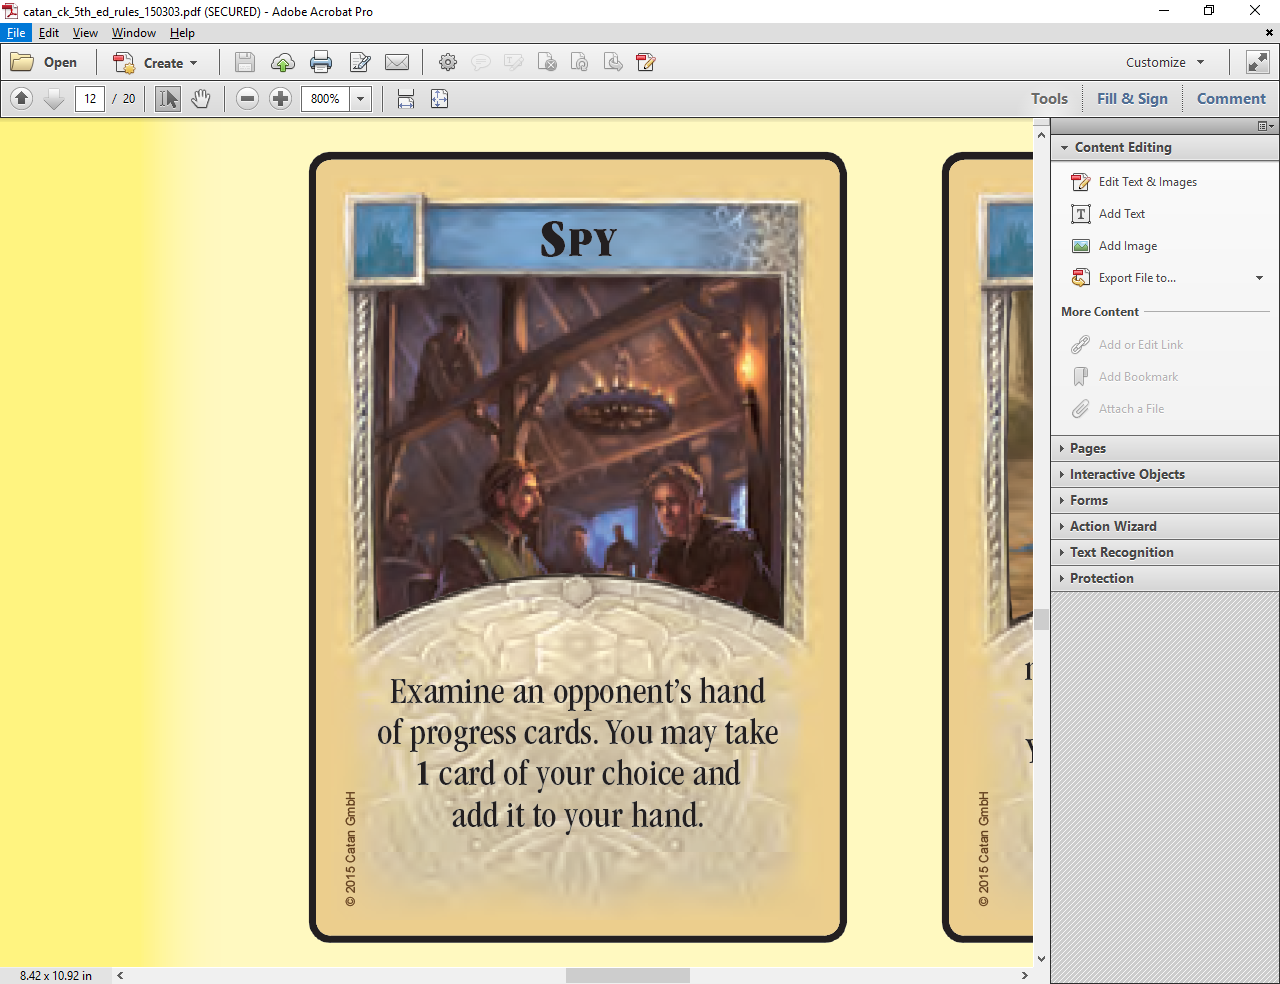 catan_ck_5th_ed_rules_150303.pdf (SECURED) - Adobe Acrobat Pro
File Edit View Window Help
Open Create Customize
12 / 20 800% Tools Fill & Sign Comment
SPY
Examine an opponent's hand
of progress cards. You may take
1 card of your choice and
add it to your hand.
© 2015 Catan GmbH
© 2015 Catan GmbH
Content Editing
Edit Text & Images
Add Text
Add Image
Export File to...
More Content
Add or Edit Link
Add Bookmark
Attach a File
Pages
Interactive Objects
Forms
Action Wizard
Text Recognition
Protection
8.42 x 10.92 in